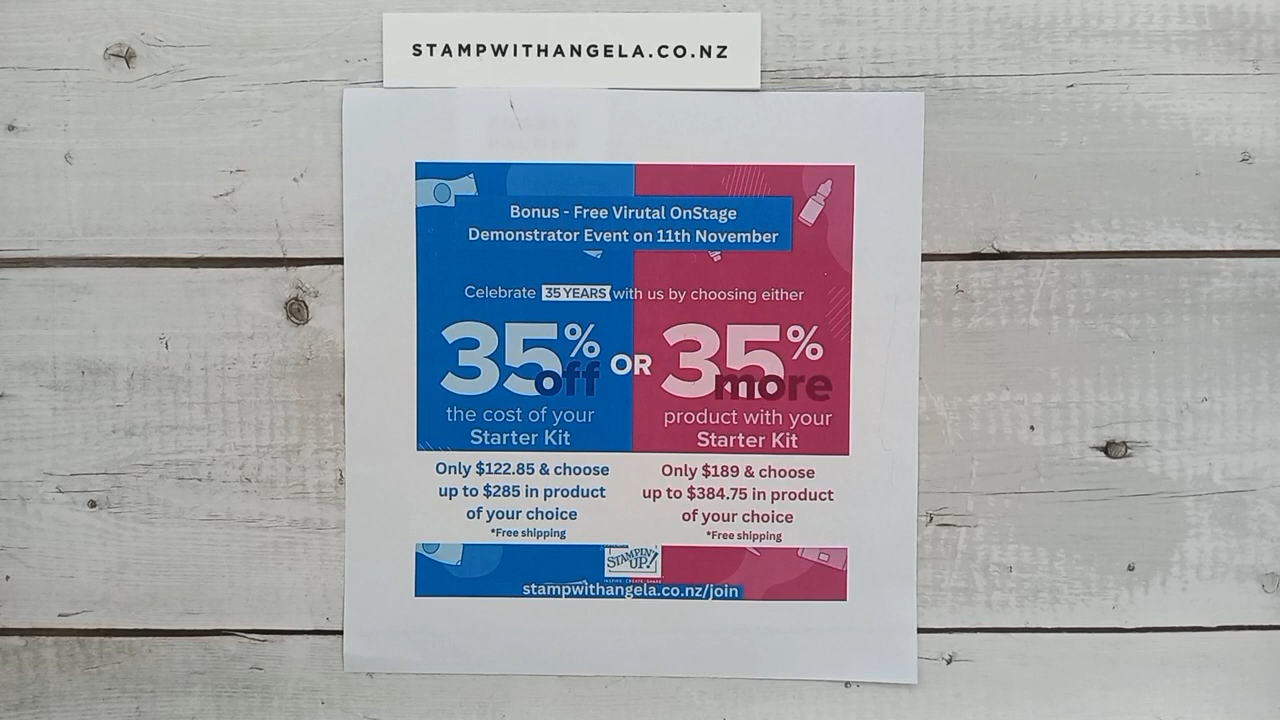 STAMPWITHANGELA.CO.NZ
Bonus - Free Virutal OnStage
Demonstrator Event on 11th November
Celebrate 35 YEARS with us by choosing either
35% off OR 35% more
the cost of your
Starter Kit
product with your
Starter Kit
Only $122.85 & choose
up to $285 in product
of your choice
*Free shipping
Only $189 & choose
up to $384.75 in product
of your choice
*Free shipping
STAMPIN' UP!
INSPIRE CREATE SHARE
stampwithangela.co.nz/join